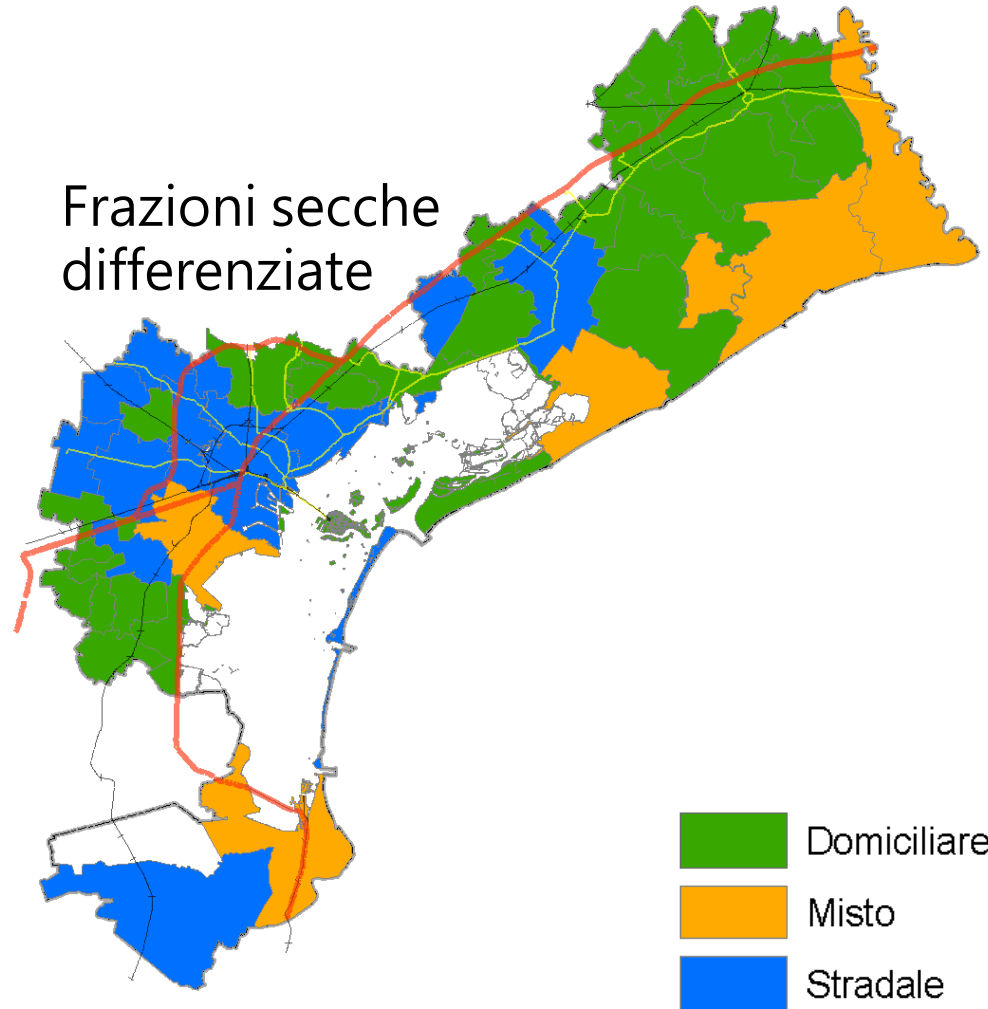 Frazioni secche
differenziate
Domiciliare
Misto
Stradale